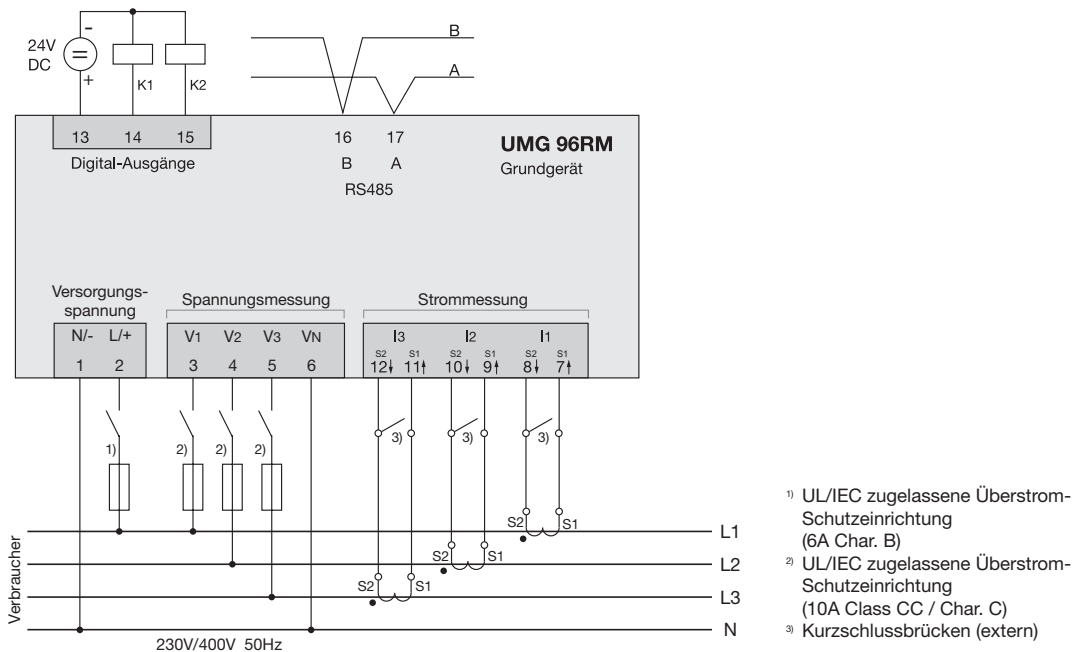 24V
DC
-
=
+
K1
K2
B
A
13 14 15
Digital-Ausgänge
16 17
B A
RS485
UMG 96RM
Grundgerät
Versorgungs-
spannung
Spannungsmessung
Strommessung
N/- L/+
V1 V2 V3 VN
I3 I2 I1
S2 S1 S2 S1 S2 S1
1 2 3 4 5 6 12 11 10 9 8 7
1) 2) 2) 2)
3) 3) 3)
S2 S1
L1
S2 S1
L2
S2 S1
L3
N
Verbraucher
230V/400V 50Hz
1) UL/IEC zugelassene Überstrom-
Schutzeinrichtung
(6A Char. B)
2) UL/IEC zugelassene Überstrom-
Schutzeinrichtung
(10A Class CC / Char. C)
3) Kurzschlussbrücken (extern)